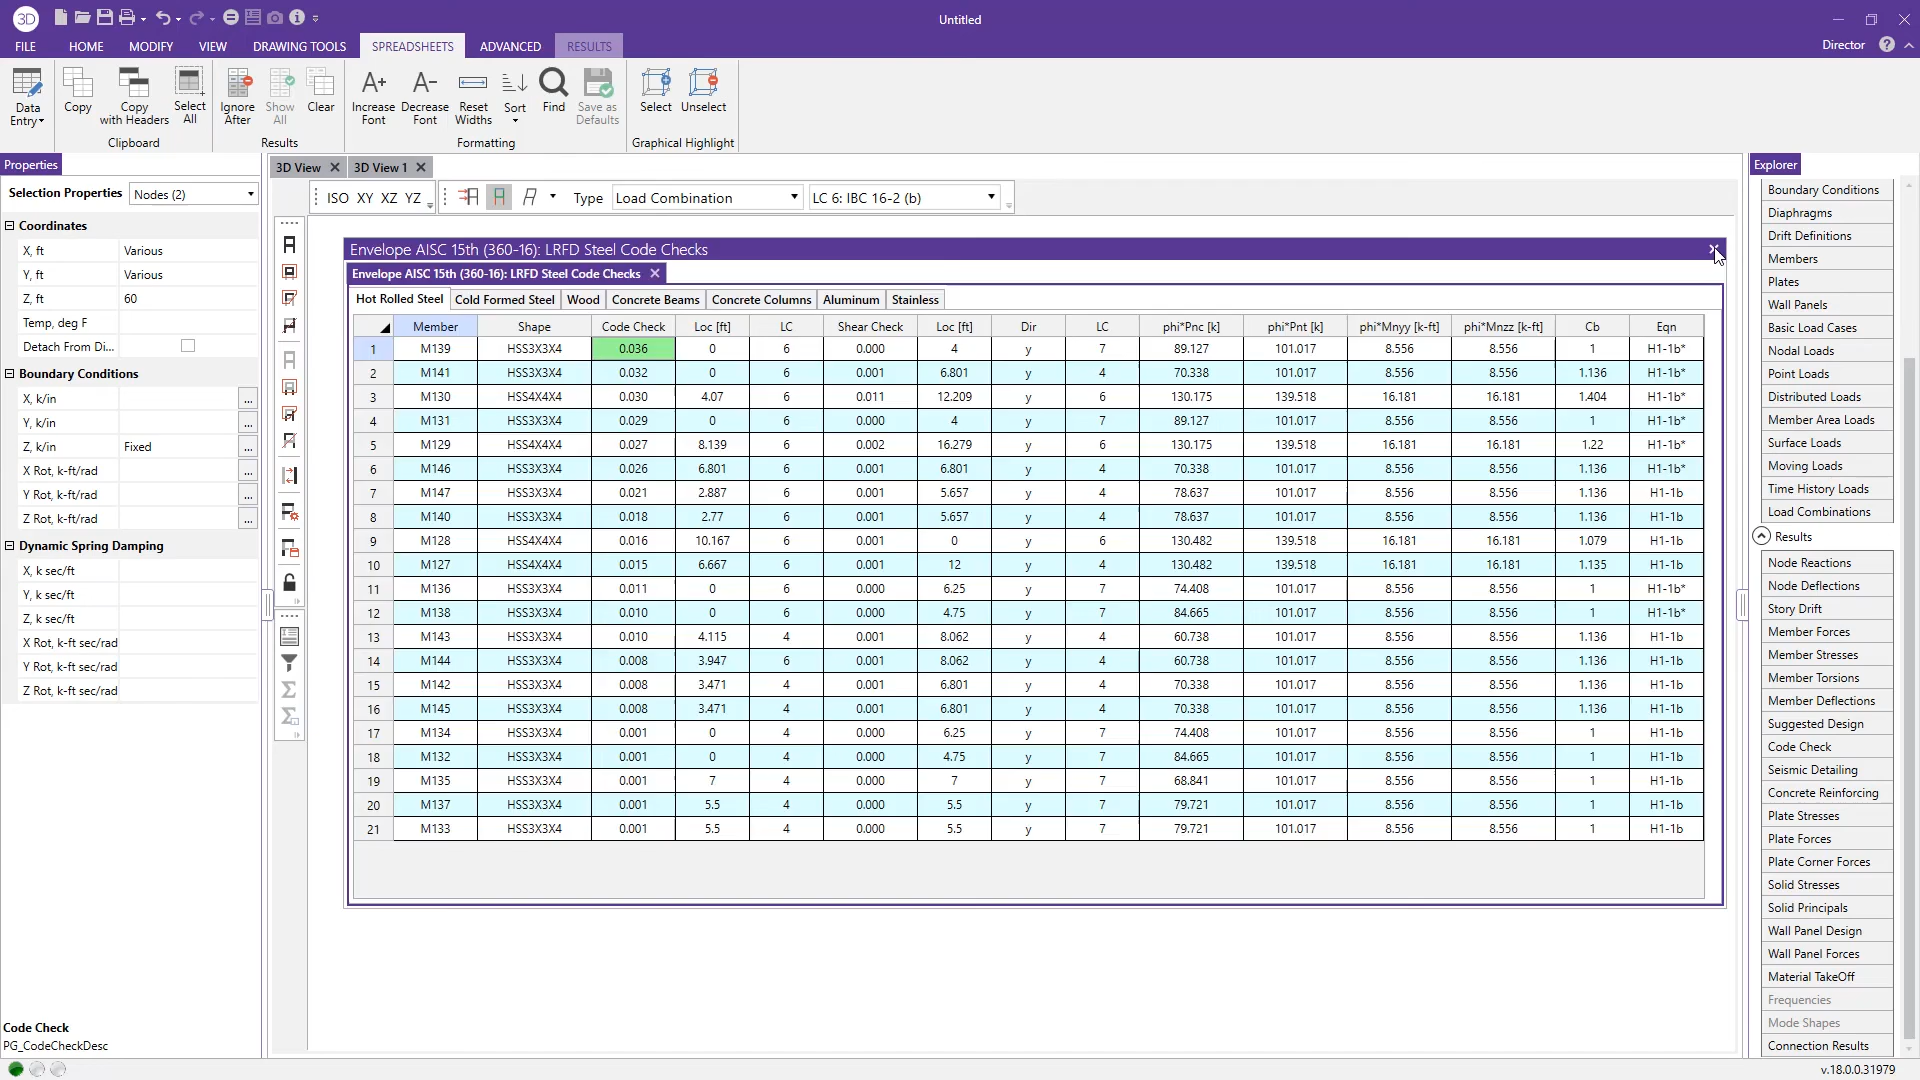 3D
Untitled
FILE HOME MODIFY VIEW DRAWING TOOLS SPREADSHEETS ADVANCED RESULTS
Director
Data Entry
Copy
Copy with Headers
Select All
Clipboard
Ignore After
Show All
Clear
Results
A+ Increase Font
A- Decrease Font
Reset Widths
Sort
Find
Save as Defaults
Formatting
Select
Unselect
Graphical Highlight
Properties
Selection Properties Nodes (2)
Coordinates
X, ft Various
Y, ft Various
Z, ft 60
Temp, deg F
Detach From Di...
Boundary Conditions
X, k/in ...
Y, k/in ...
Z, k/in Fixed ...
X Rot, k-ft/rad ...
Y Rot, k-ft/rad ...
Z Rot, k-ft/rad ...
Dynamic Spring Damping
X, k sec/ft
Y, k sec/ft
Z, k sec/ft
X Rot, k-ft sec/rad
Y Rot, k-ft sec/rad
Z Rot, k-ft sec/rad
Code Check
PG_CodeCheckDesc
3D View 3D View 1
ISO XY XZ YZ Type Load Combination LC 6: IBC 16-2 (b)
Envelope AISC 15th (360-16): LRFD Steel Code Checks
Envelope AISC 15th (360-16): LRFD Steel Code Checks
Hot Rolled Steel Cold Formed Steel Wood Concrete Beams Concrete Columns Aluminum Stainless
Member Shape Code Check Loc [ft] LC Shear Check Loc [ft] Dir LC phi*Pnc [k] phi*Pnt [k] phi*Mnyy [k-ft] phi*Mnzz [k-ft] Cb Eqn
1 M139 HSS3X3X4 0.036 0 6 0.000 4 y 7 89.127 101.017 8.556 8.556 1 H1-1b*
2 M141 HSS3X3X4 0.032 0 6 0.001 6.801 y 4 70.338 101.017 8.556 8.556 1.136 H1-1b*
3 M130 HSS4X4X4 0.030 4.07 6 0.011 12.209 y 6 130.175 139.518 16.181 16.181 1.404 H1-1b*
4 M131 HSS3X3X4 0.029 0 6 0.000 4 y 7 89.127 101.017 8.556 8.556 1 H1-1b*
5 M129 HSS4X4X4 0.027 8.139 6 0.002 16.279 y 6 130.175 139.518 16.181 16.181 1.22 H1-1b*
6 M146 HSS3X3X4 0.026 6.801 6 0.001 6.801 y 4 70.338 101.017 8.556 8.556 1.136 H1-1b*
7 M147 HSS3X3X4 0.021 2.887 6 0.001 5.657 y 4 78.637 101.017 8.556 8.556 1.136 H1-1b
8 M140 HSS3X3X4 0.018 2.77 6 0.001 5.657 y 4 78.637 101.017 8.556 8.556 1.136 H1-1b
9 M128 HSS4X4X4 0.016 10.167 6 0.001 0 y 6 130.482 139.518 16.181 16.181 1.079 H1-1b
10 M127 HSS4X4X4 0.015 6.667 6 0.001 12 y 4 130.482 139.518 16.181 16.181 1.135 H1-1b
11 M136 HSS3X3X4 0.011 0 6 0.000 6.25 y 7 74.408 101.017 8.556 8.556 1 H1-1b*
12 M138 HSS3X3X4 0.010 0 6 0.000 4.75 y 7 84.665 101.017 8.556 8.556 1 H1-1b*
13 M143 HSS3X3X4 0.010 4.115 4 0.001 8.062 y 4 60.738 101.017 8.556 8.556 1.136 H1-1b
14 M144 HSS3X3X4 0.008 3.947 6 0.001 8.062 y 4 60.738 101.017 8.556 8.556 1.136 H1-1b
15 M142 HSS3X3X4 0.008 3.471 4 0.001 6.801 y 4 70.338 101.017 8.556 8.556 1.136 H1-1b
16 M145 HSS3X3X4 0.008 3.471 4 0.001 6.801 y 4 70.338 101.017 8.556 8.556 1.136 H1-1b
17 M134 HSS3X3X4 0.001 0 4 0.000 6.25 y 7 74.408 101.017 8.556 8.556 1 H1-1b
18 M132 HSS3X3X4 0.001 0 4 0.000 4.75 y 7 84.665 101.017 8.556 8.556 1 H1-1b
19 M135 HSS3X3X4 0.001 7 4 0.000 7 y 7 68.841 101.017 8.556 8.556 1 H1-1b
20 M137 HSS3X3X4 0.001 5.5 4 0.000 5.5 y 7 79.721 101.017 8.556 8.556 1 H1-1b
21 M133 HSS3X3X4 0.001 5.5 4 0.000 5.5 y 7 79.721 101.017 8.556 8.556 1 H1-1b
Explorer
Boundary Conditions
Diaphragms
Drift Definitions
Members
Plates
Wall Panels
Basic Load Cases
Nodal Loads
Point Loads
Distributed Loads
Member Area Loads
Surface Loads
Moving Loads
Time History Loads
Load Combinations
Results
Node Reactions
Node Deflections
Story Drift
Member Forces
Member Stresses
Member Torsions
Member Deflections
Suggested Design
Code Check
Seismic Detailing
Concrete Reinforcing
Plate Stresses
Plate Forces
Plate Corner Forces
Solid Stresses
Solid Principals
Wall Panel Design
Wall Panel Forces
Material TakeOff
Frequencies
Mode Shapes
Connection Results
v.18.0.0.31979